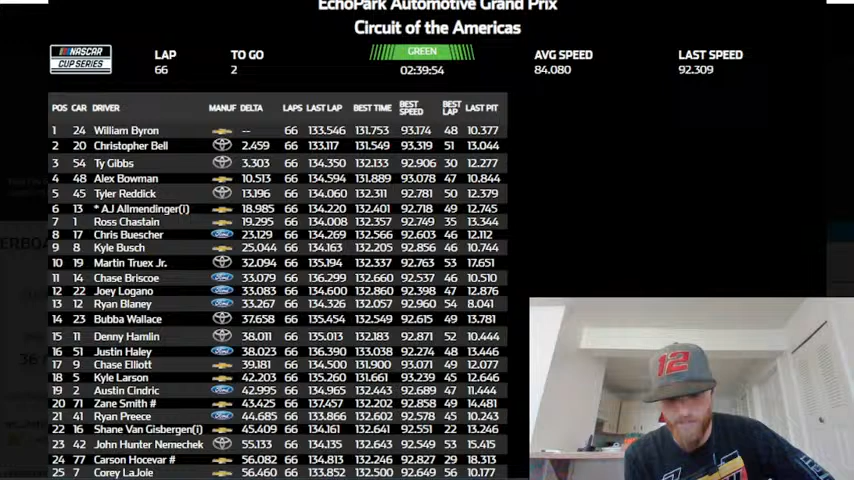 EchoPark Automotive Grand Prix
Circuit of the Americas
NASCAR CUP SERIES
LAP TO GO GREEN AVG SPEED LAST SPEED
66 2 02:39:54 84.080 92.309
POS CAR DRIVER MANUF DELTA LAPS LAST LAP BEST TIME BEST SPEED BEST LAP LAST PIT
1 24 William Byron -- 66 133.546 131.753 93.174 48 10.377
2 20 Christopher Bell 2.459 66 133.117 131.549 93.319 51 13.044
3 54 Ty Gibbs 3.303 66 134.350 132.133 92.906 30 12.277
4 48 Alex Bowman 10.513 66 134.594 131.889 93.078 47 10.844
5 45 Tyler Reddick 13.196 66 134.060 132.311 92.781 50 12.379
6 13 * AJ Allmendinger(i) 18.985 66 134.220 132.401 92.718 49 12.745
7 1 Ross Chastain 19.295 66 134.008 132.357 92.749 35 13.344
8 17 Chris Buescher Ford 23.129 66 134.269 132.566 92.603 46 12.112
9 8 Kyle Busch 25.044 66 134.163 132.205 92.856 46 10.744
10 19 Martin Truex Jr. 32.094 66 135.194 132.337 92.763 53 17.651
11 14 Chase Briscoe Ford 33.079 66 136.299 132.660 92.537 46 10.510
12 22 Joey Logano Ford 33.083 66 134.600 132.860 92.398 47 12.876
13 12 Ryan Blaney Ford 33.267 66 134.326 132.057 92.960 54 8.041
14 23 Bubba Wallace 37.658 66 135.454 132.549 92.615 49 13.781
15 11 Denny Hamlin 38.011 66 135.013 132.183 92.871 52 10.444
16 51 Justin Haley Ford 38.023 66 136.390 133.038 92.274 48 13.446
17 9 Chase Elliott 39.181 66 134.500 131.900 93.071 49 12.077
18 5 Kyle Larson 42.203 66 135.260 131.661 93.239 45 12.646
19 2 Austin Cindric Ford 42.995 66 134.965 132.443 92.689 47 11.444
20 71 Zane Smith # 43.425 66 137.457 132.202 92.858 49 14.481
21 41 Ryan Preece Ford 44.685 66 133.866 132.602 92.578 45 10.243
22 16 Shane Van Gisbergen(i) 45.409 66 134.161 132.641 92.551 22 13.246
23 42 John Hunter Nemechek 55.133 66 134.135 132.643 92.549 53 15.415
24 77 Carson Hocevar # 56.082 66 134.813 132.246 92.827 29 18.313
25 7 Corey LaJoie 56.460 66 133.852 132.500 92.649 56 10.177
12